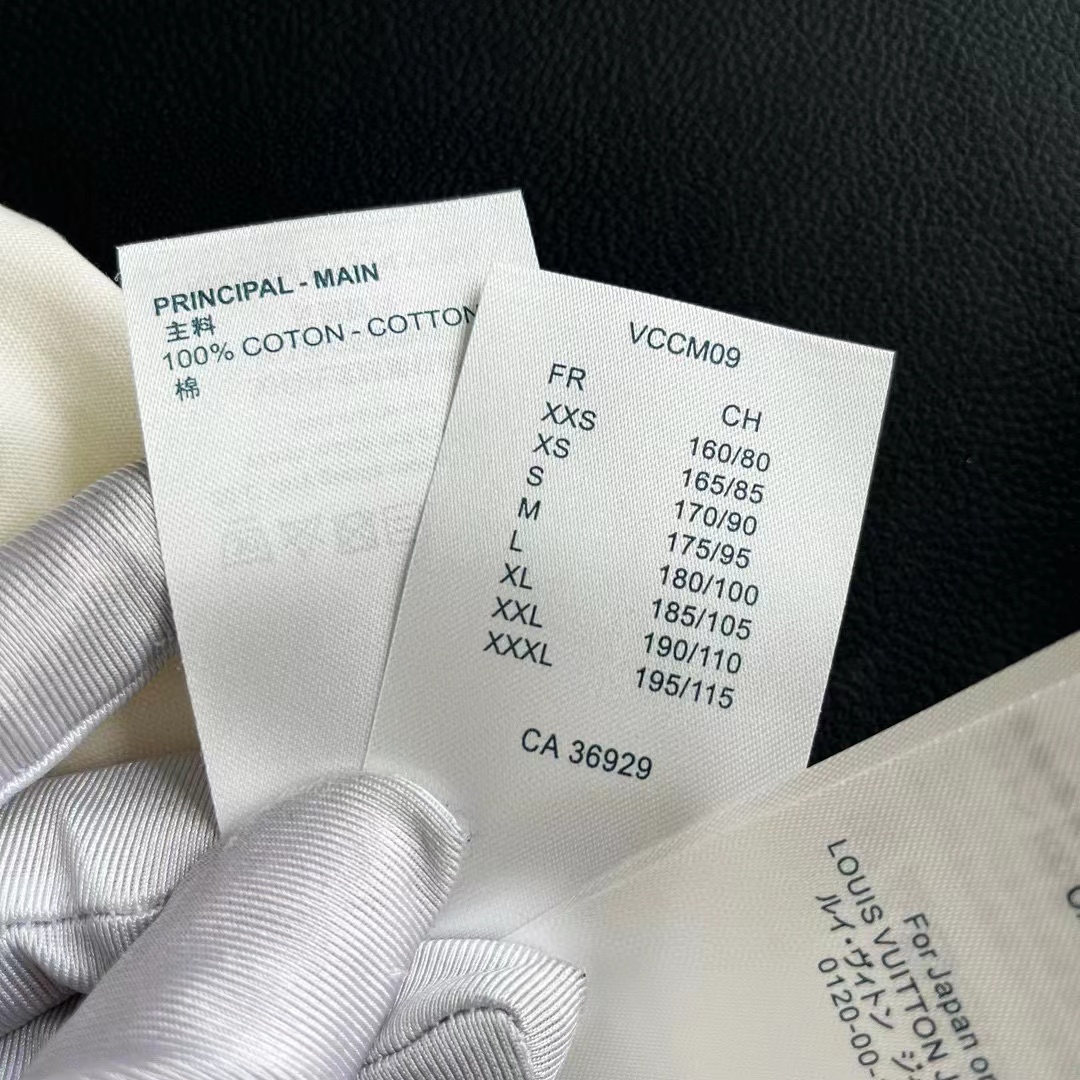 PRINCIPAL - MAIN
主料
100% COTON - COTTON
棉
VCCM09
FR CH
XXS 160/80
XS 165/85
S 170/90
M 175/95
L 180/100
XL 185/105
XXL 190/110
XXXL 195/115
CA 36929
For Japan
LOUIS VUITTON
ルイ・ヴィトン
0120-00-